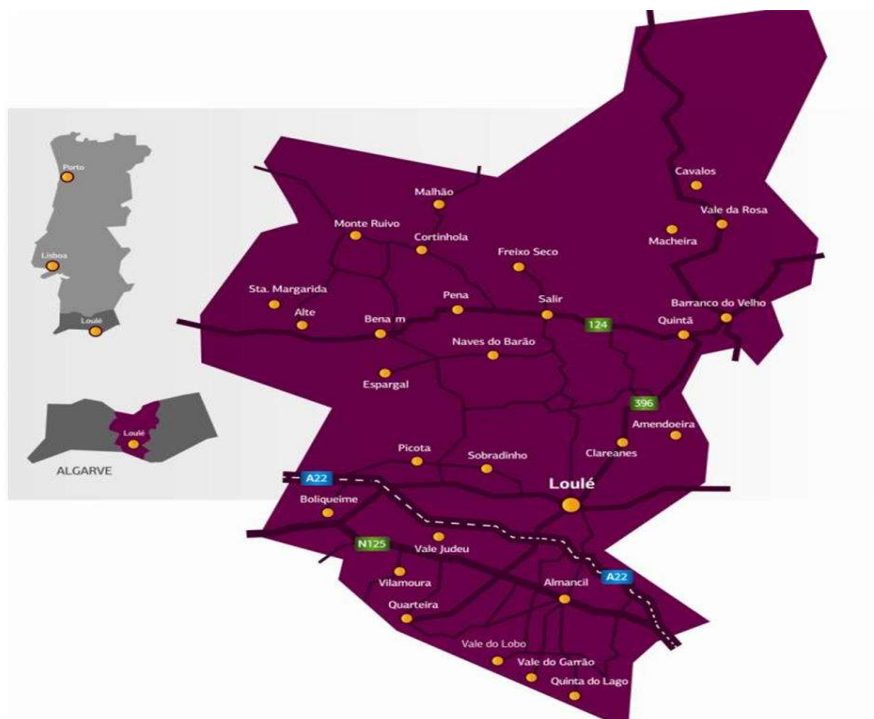 Porto
Lisboa
Loulé
Loulé
ALGARVE
Cavalos
Malhão
Vale da Rosa
Monte Ruivo
Cortinhola
Macheira
Freixo Seco
Sta. Margarida
Pena
Salir
Barranco do Velho
Alte
Bena m
124
Quintã
Naves do Barão
Espargal
396
Amendoeira
Clareanes
Picota
Sobradinho
A22
Loulé
Boliqueime
N125
Vale Judeu
A22
Vilamoura
Almancil
Quarteira
Vale do Lobo
Vale do Garrão
Quinta do Lago